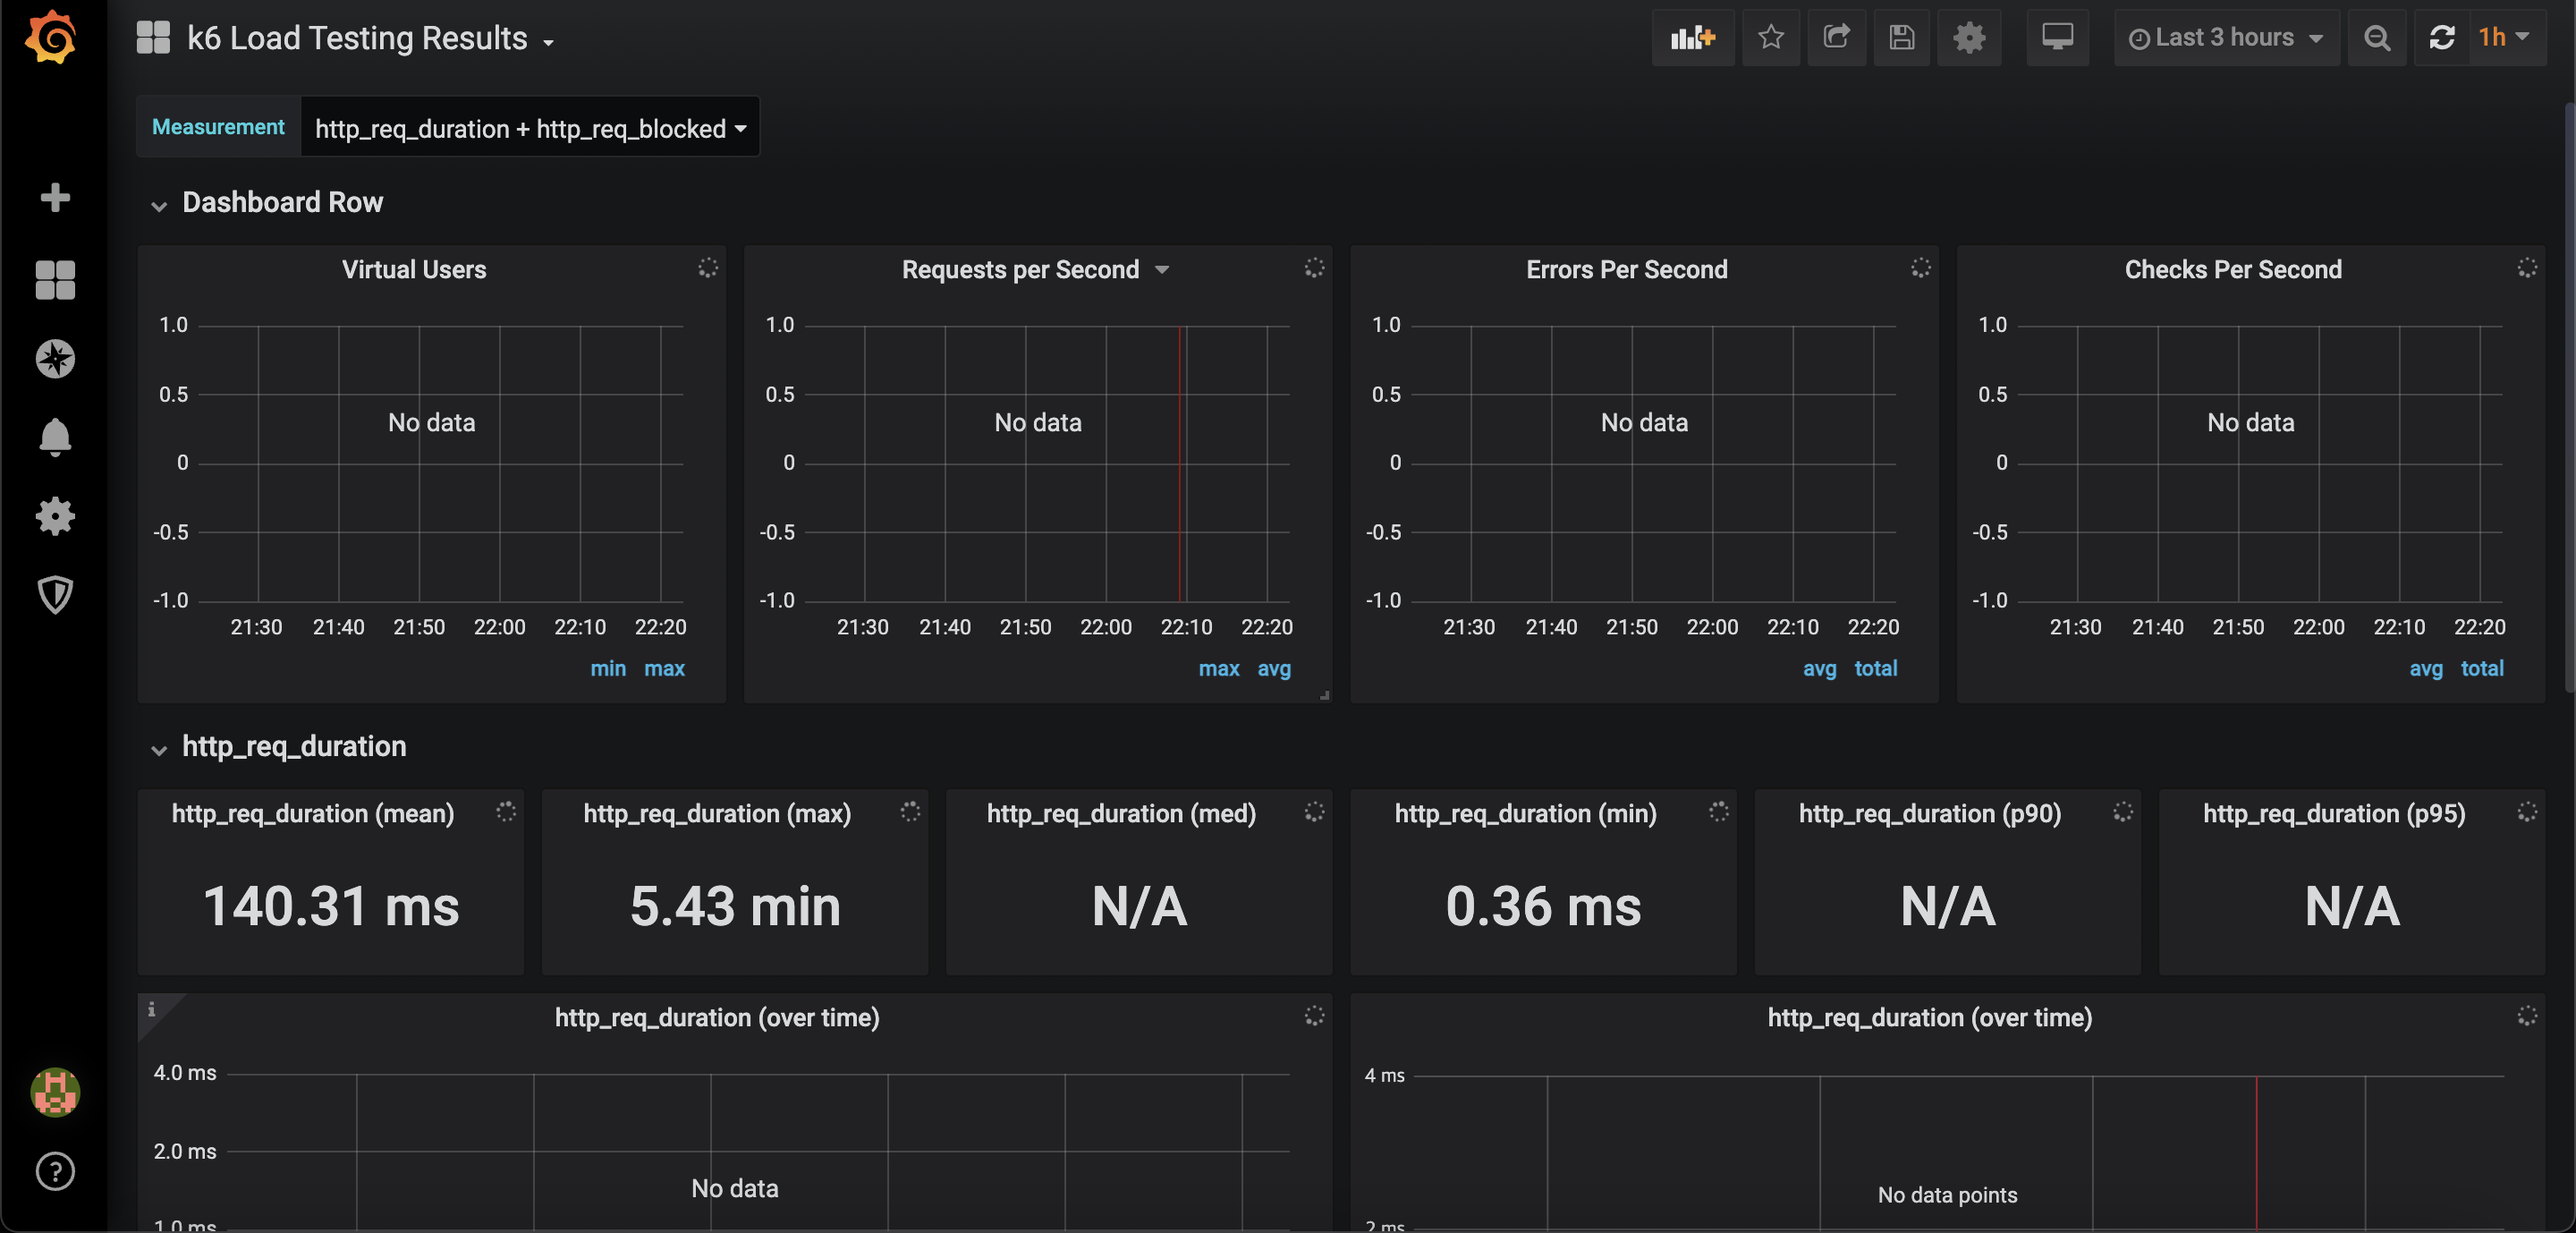 k6 Load Testing Results
Last 3 hours
1h
Measurement
http_req_duration + http_req_blocked
Dashboard Row
Virtual Users
1.0
0.5
0
-0.5
-1.0
No data
21:30 21:40 21:50 22:00 22:10 22:20
min max
Requests per Second
1.0
0.5
0
-0.5
-1.0
No data
21:30 21:40 21:50 22:00 22:10 22:20
max avg
Errors Per Second
1.0
0.5
0
-0.5
-1.0
No data
21:30 21:40 21:50 22:00 22:10 22:20
avg total
Checks Per Second
1.0
0.5
0
-0.5
-1.0
No data
21:30 21:40 21:50 22:00 22:10 22:20
avg total
http_req_duration
http_req_duration (mean)
140.31 ms
http_req_duration (max)
5.43 min
http_req_duration (med)
N/A
http_req_duration (min)
0.36 ms
http_req_duration (p90)
N/A
http_req_duration (p95)
N/A
i
http_req_duration (over time)
4.0 ms
2.0 ms
1.0 ms
No data
http_req_duration (over time)
4 ms
2 ms
No data points
?